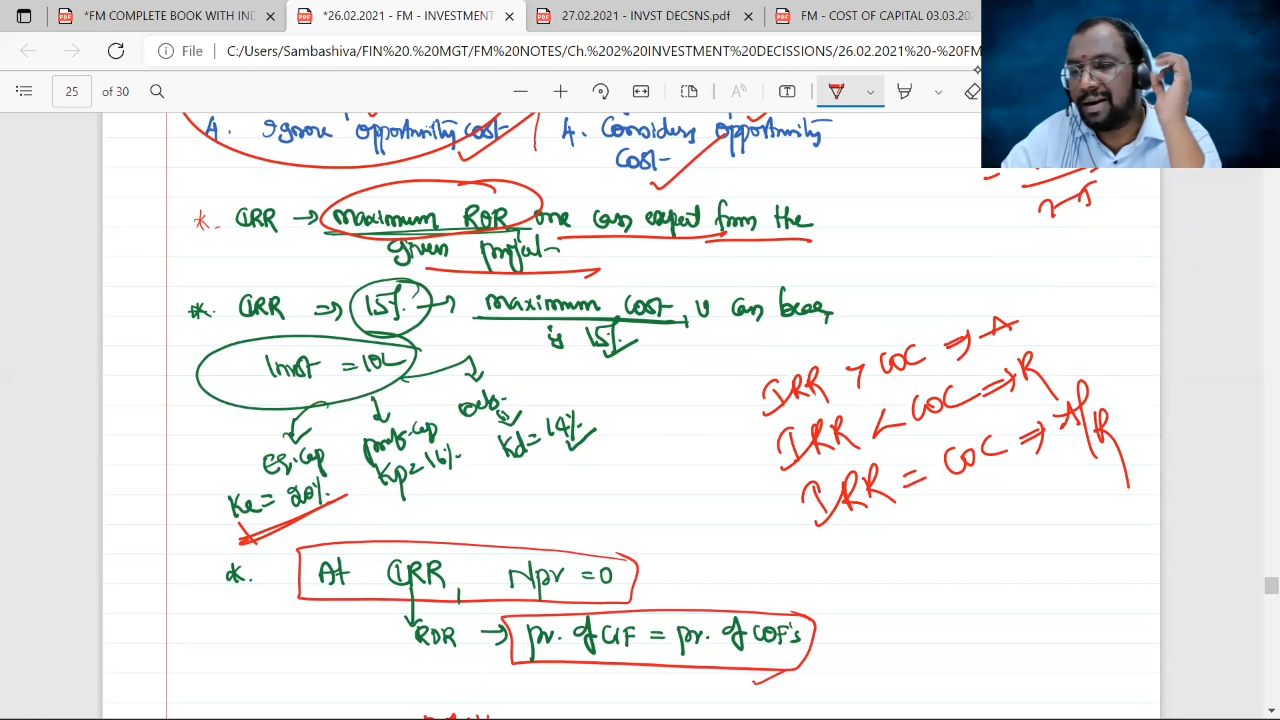 *FM COMPLETE BOOK WITH IND
*26.02.2021 - FM - INVESTMENT
27.02.2021 - INVST DECSNS.pdf
FM - COST OF CAPITAL 03.03.20
File
C:/Users/Sambashiva/FIN%20.%20MGT/FM%20NOTES/Ch.%202%20INVESTMENT%20DECISSIONS/26.02.2021%20-%20FM
25 of 30
4. Ignore opportunity cost
4. Considers opportunity
cost
*. IRR → maximum ROR one can expect from the
given project
*. IRR ⇒ 15% → maximum cost v can bear,
is 15%
Inust = 10L
Eq. cap
Ke = 20%
pref. cap
Kp = 16%
Debt
Kd = 14%
IRR > COC ⇒ A
IRR < COC ⇒ R
IRR = COC ⇒ A/R
*. At IRR, Npv = 0
ROR → pv. of CIF = pv. of COF's